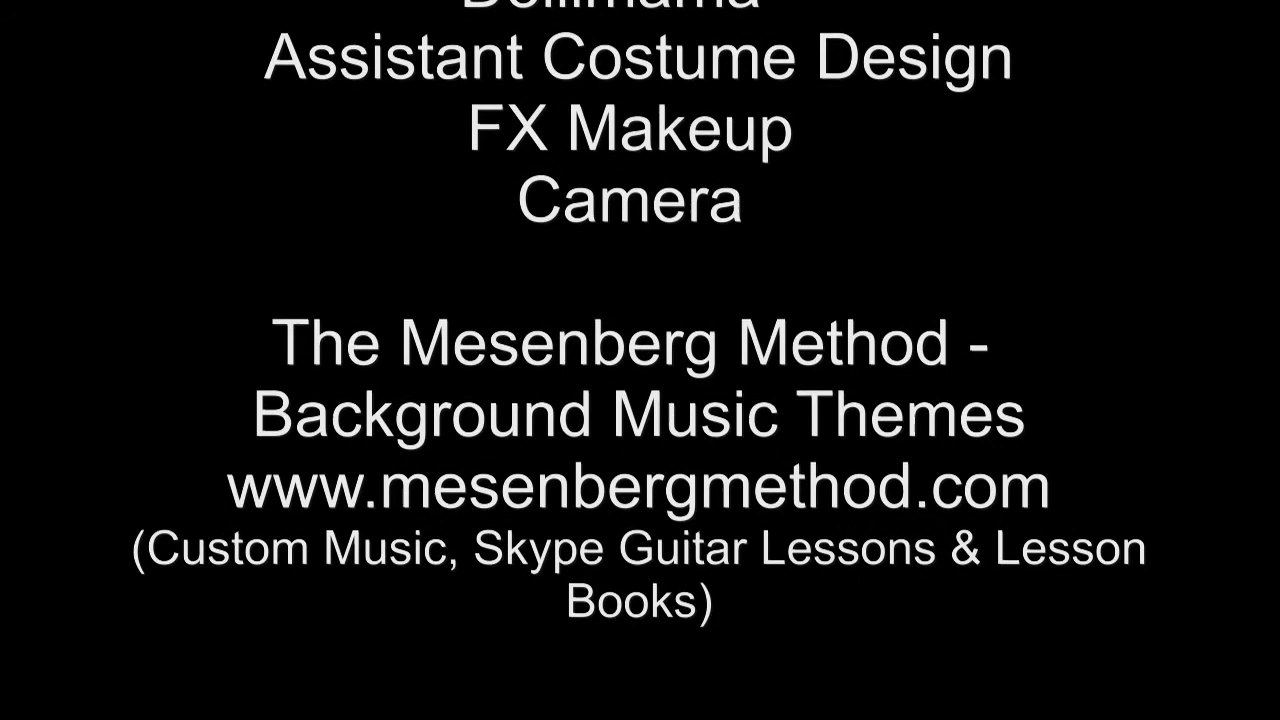 Assistant Costume Design
FX Makeup
Camera
The Mesenberg Method -
Background Music Themes
www.mesenbergmethod.com
(Custom Music, Skype Guitar Lessons & Lesson
Books)